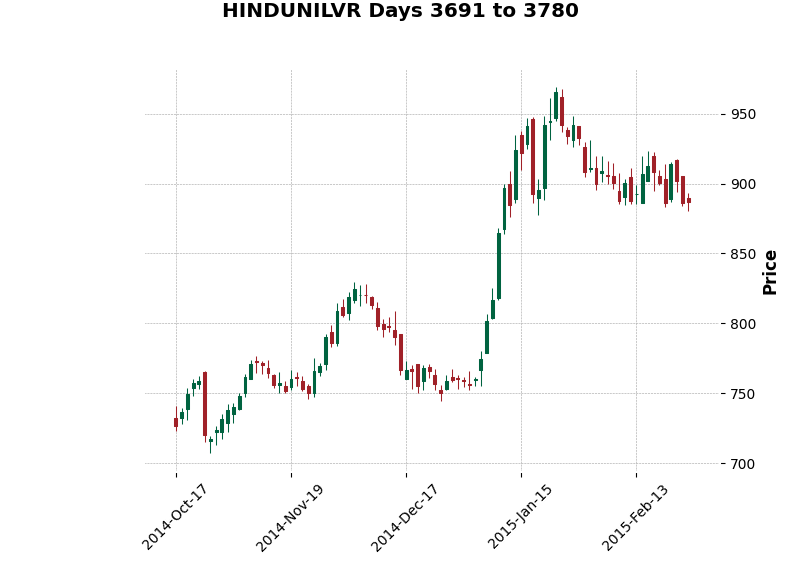 HINDUNILVR Days 3691 to 3780
950
900
850
800
750
700
Price
2014-Oct-17
2014-Nov-19
2014-Dec-17
2015-Jan-15
2015-Feb-13